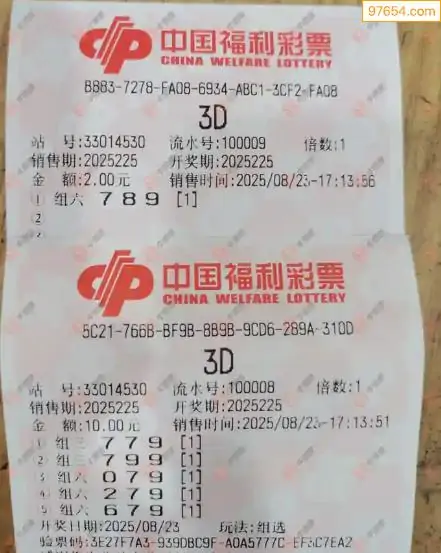 97654.com
中国福利彩票
CHINA WELFARE LOTTERY
8883-7278-FA08-6934-ABC1-3CF2-FA08
3D
站 号:33014530 流水号:100009 倍数:1
销售期:2025225 开奖期:2025225
金 额:2.00元 销售时间:2025/08/23-17:13:56
① 组六 7 8 9 [1]
②
中国福利彩票
CHINA WELFARE LOTTERY
5C21-766B-BF9B-8B9B-9CD6-289A-310D
3D
站 号:33014530 流水号:100008 倍数:1
销售期:2025225 开奖期:2025225
金 额:10.00元 销售时间:2025/08/23-17:13:51
① 组三 7 7 9 [1]
② 组三 7 9 9 [1]
③ 组六 0 7 9 [1]
④ 组六 2 7 9 [1]
⑤ 组六 6 7 9 [1]
开奖日期:2025/08/23 玩法:组选
验票码:3E27F7A3-939DBC9F-A0A5777C-EF3C7EA2